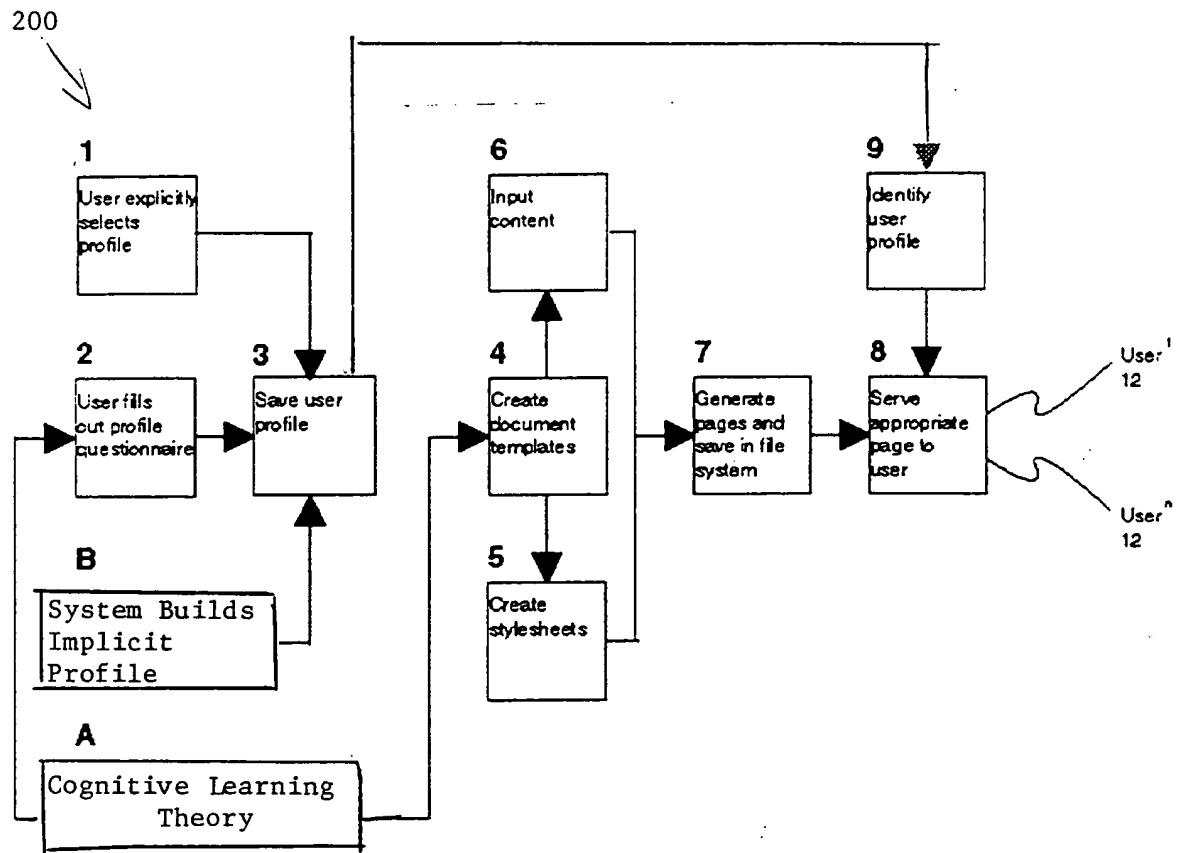 200
1
User explicitly
selects
profile
6
Input
content
9
Identify
user
profile
2
User fills
out profile
questionnaire
3
Save user
profile
4
Create
document
templates
7
Generate
pages and
save in file
system
8
Serve
appropriate
page to
user
User¹
12
Userⁿ
12
B
System Builds
Implicit
Profile
5
Create
stylesheets
A
Cognitive Learning
Theory